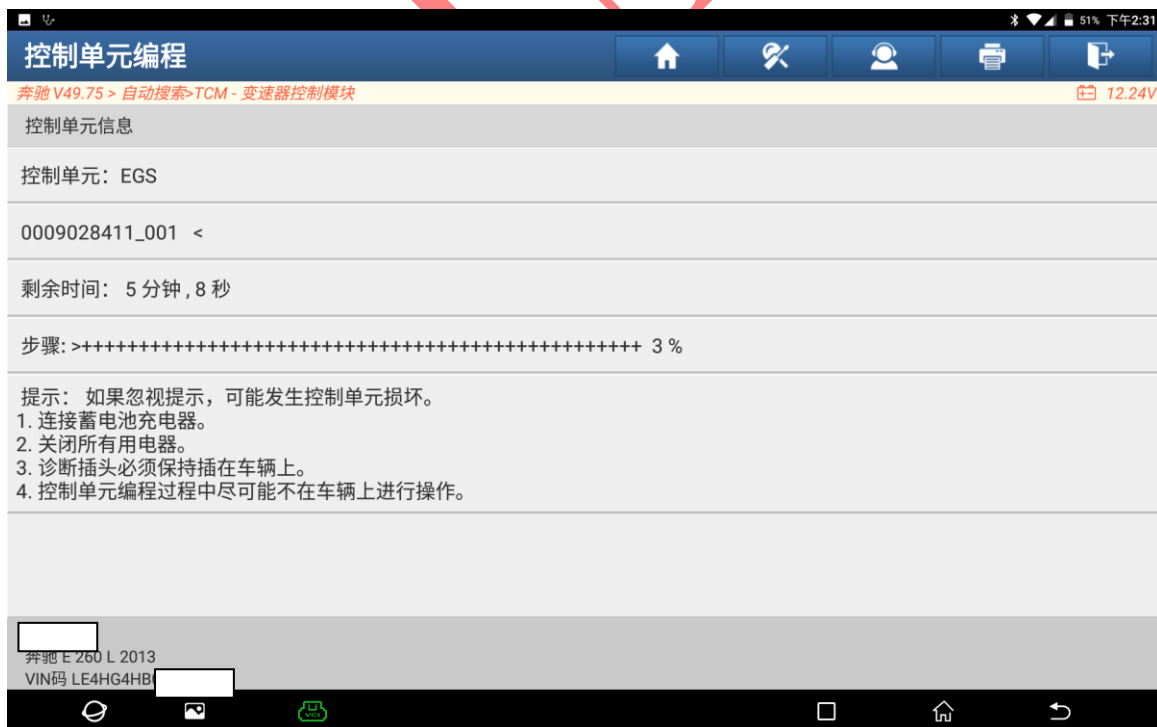 51% 下午2:31
控制单元编程
奔驰 V49.75 > 自动搜索>TCM - 变速器控制模块
12.24V
控制单元信息
控制单元：EGS
0009028411_001 <
剩余时间： 5 分钟 , 8 秒
步骤: >++++++++++++++++++++++++++++++++++++++++++++++++++ 3 %
提示： 如果忽视提示，可能发生控制单元损坏。
1. 连接蓄电池充电器。
2. 关闭所有用电器。
3. 诊断插头必须保持插在车辆上。
4. 控制单元编程过程中尽可能不在车辆上进行操作。
奔驰 E 260 L 2013
VIN码 LE4HG4HB
VCI